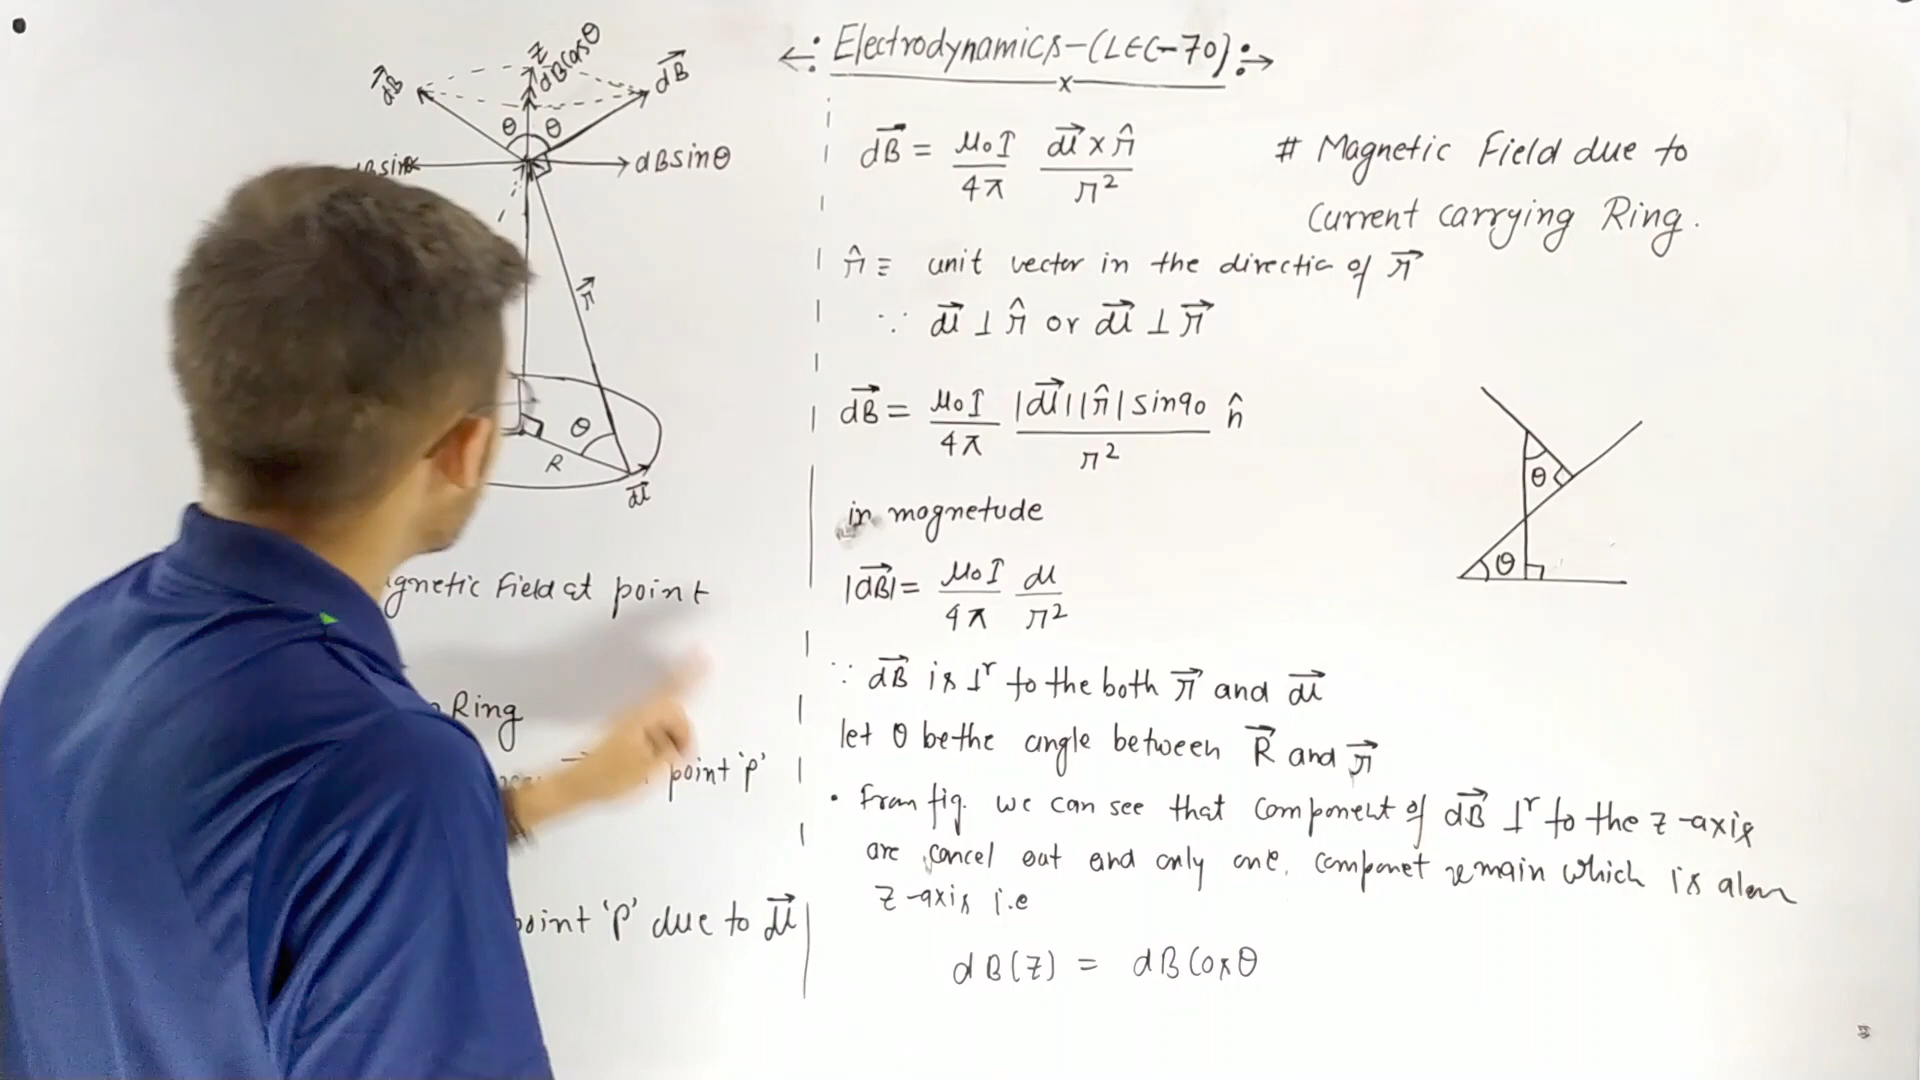 Electrodynamics-(LEC-70)
Z
dBcosθ
dB
dB
θ θ
dBsinθ
r
θ
R
dl
Field at point
Ring
point 'P'
point 'P' due to dl
dB = μ₀I/4π dl × r̂/r²
# Magnetic Field due to
Current carrying Ring.
r̂ ≡ unit vector in the directio of r
∵ dl ⊥ r̂ or dl ⊥ r
dB = μ₀I/4π |dl||r̂|sin90/r² n̂
in magnetude
|dB| = μ₀I/4π dl/r²
∵ dB is ⊥ʳ to the both r and dl
let θ be the angle between R and r
• From fig. we can see that component of dB ⊥ʳ to the z-axis
are cancel out and only one. componet remain which is alon
z-axis i.e
dB(z) = dBcosθ
θ
θ